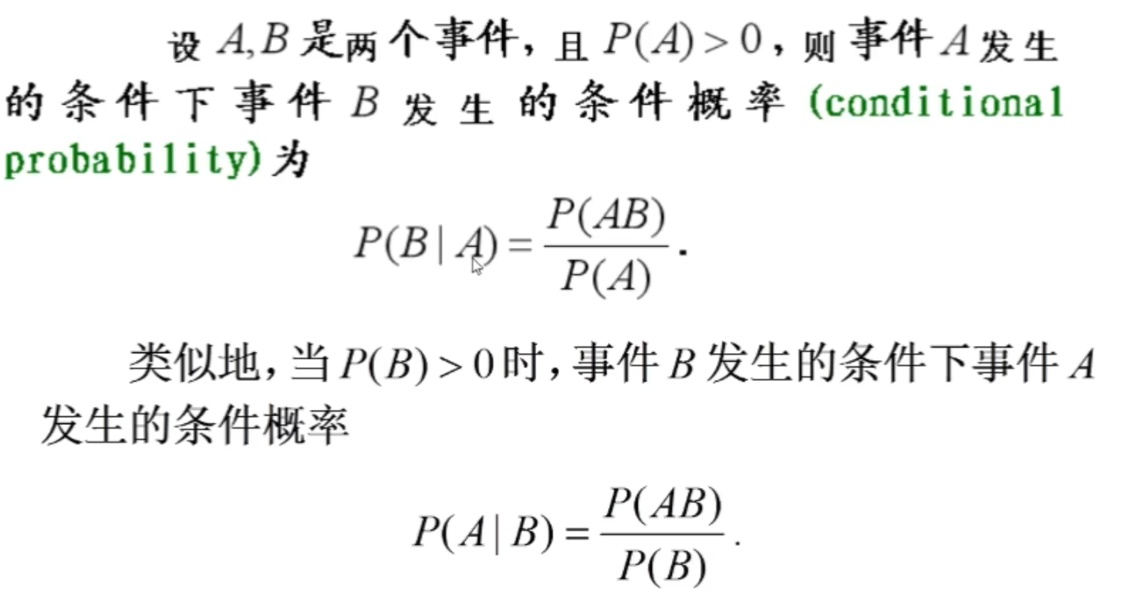 设 A,B 是两个事件，且 P(A)>0，则事件 A 发生
的条件下事件 B 发生的条件概率 (conditional
probability) 为
P(B|A)=P(AB)/P(A).
类似地，当P(B)>0时，事件 B 发生的条件下事件 A
发生的条件概率
P(A|B)=P(AB)/P(B).